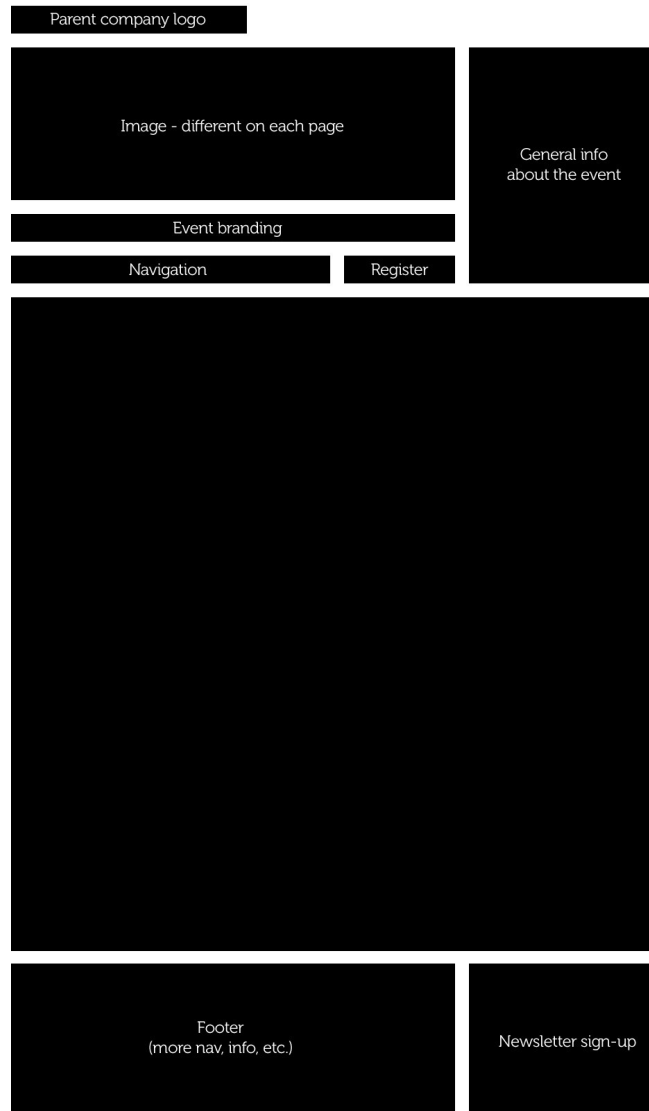 Parent company logo
Image - different on each page
General info
about the event
Event branding
Navigation
Register
Footer
(more nav, info, etc.)
Newsletter sign-up